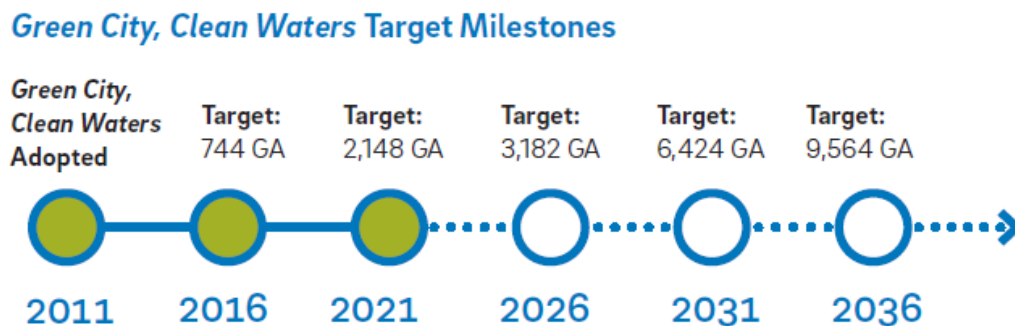 Green City, Clean Waters Target Milestones
Green City,
Clean Waters
Adopted
Target:
744 GA
Target:
2,148 GA
Target:
3,182 GA
Target:
6,424 GA
Target:
9,564 GA
2011
2016
2021
2026
2031
2036